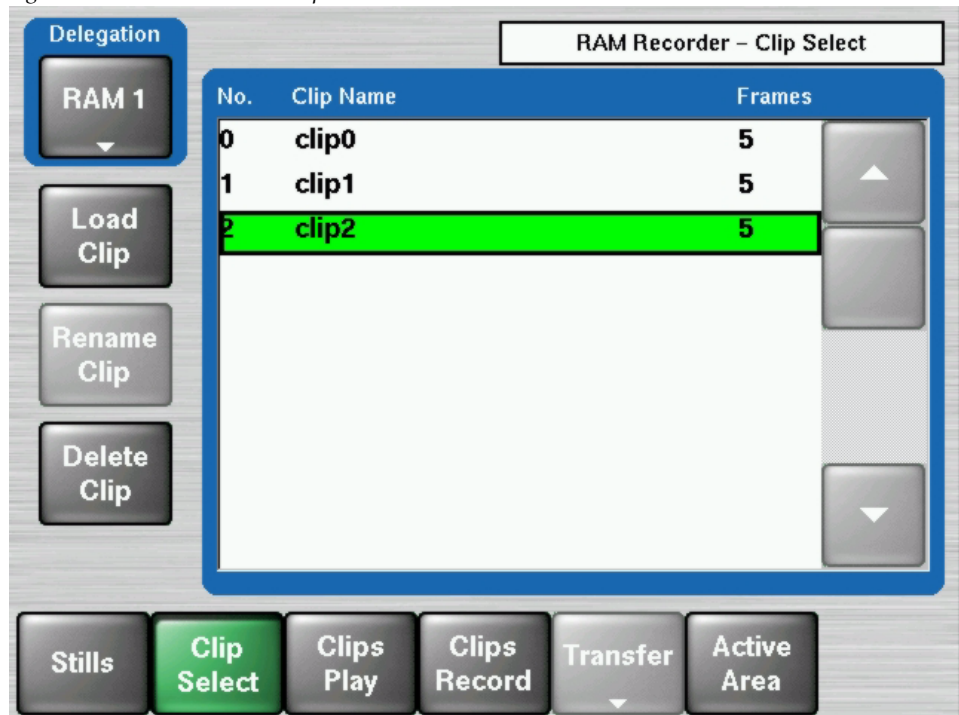 Delegation
RAM Recorder – Clip Select
RAM 1
No. Clip Name Frames
0 clip0 5
1 clip1 5
2 clip2 5
Load
Clip
Rename
Clip
Delete
Clip
Stills
Clip
Select
Clips
Play
Clips
Record
Transfer
Active
Area